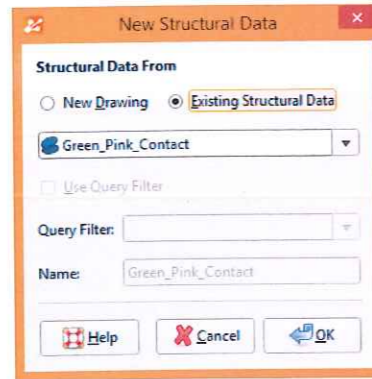 New Structural Data
Structural Data From
New Drawing Existing Structural Data
Green_Pink_Contact
Use Query Filter
Query Filter:
Name: Green_Pink_Contact
Help Cancel OK